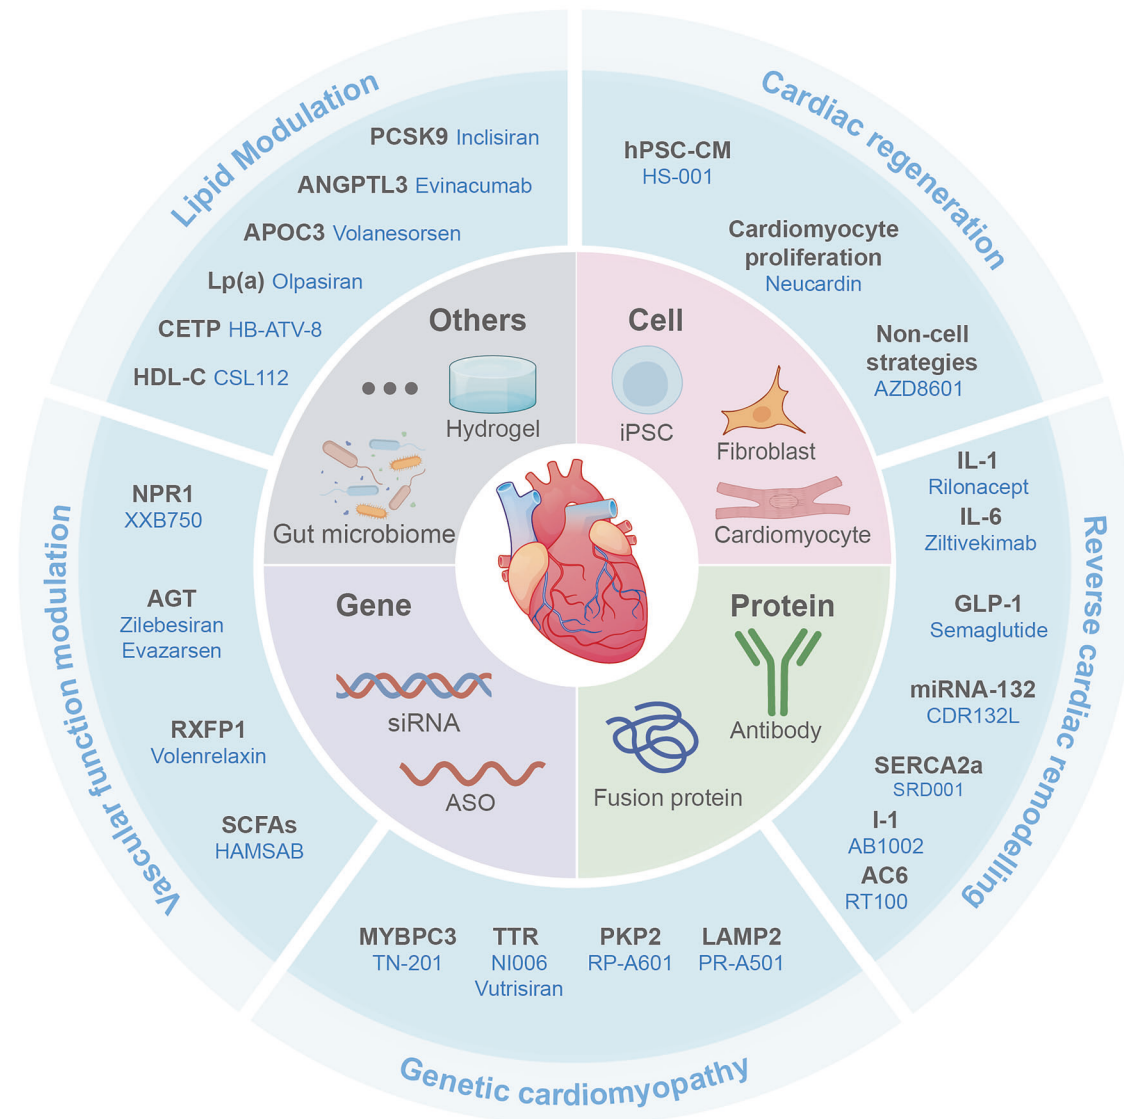 Lipid Modulation
PCSK9 Inclisiran
ANGPTL3 Evinacumab
APOC3 Volanesorsen
Lp(a) Olpasiran
CETP HB-ATV-8
HDL-C CSL112
Cardiac regeneration
hPSC-CM
HS-001
Cardiomyocyte
proliferation
Neucardin
Non-cell
strategies
AZD8601
Reverse cardiac remodelling
IL-1
Rilonacept
IL-6
Ziltivekimab
GLP-1
Semaglutide
miRNA-132
CDR132L
SERCA2a
SRD001
I-1
AB1002
AC6
RT100
Genetic cardiomyopathy
MYBPC3
TN-201
TTR
NI006
Vutrisiran
PKP2
RP-A601
LAMP2
PR-A501
Vascular function modulation
NPR1
XXB750
AGT
Zilebesiran
Evazarsen
RXFP1
Volenrelaxin
SCFAs
HAMSAB
Others
Hydrogel
Gut microbiome
Cell
iPSC
Fibroblast
Cardiomyocyte
Gene
siRNA
ASO
Protein
Antibody
Fusion protein